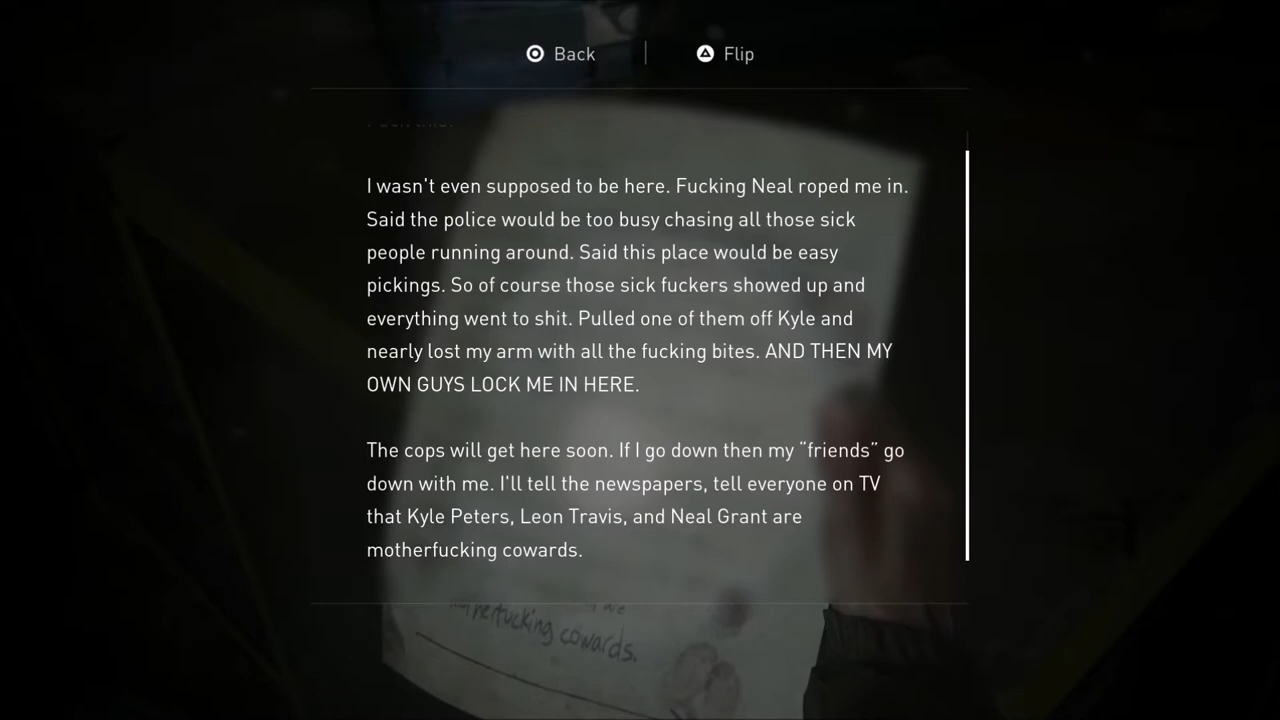 Back
Flip
I wasn't even supposed to be here. Fucking Neal roped me in.
Said the police would be too busy chasing all those sick
people running around. Said this place would be easy
pickings. So of course those sick fuckers showed up and
everything went to shit. Pulled one of them off Kyle and
nearly lost my arm with all the fucking bites. AND THEN MY
OWN GUYS LOCK ME IN HERE.
The cops will get here soon. If I go down then my “friends” go
down with me. I'll tell the newspapers, tell everyone on TV
that Kyle Peters, Leon Travis, and Neal Grant are
motherfucking cowards.
are
motherfucking cowards.